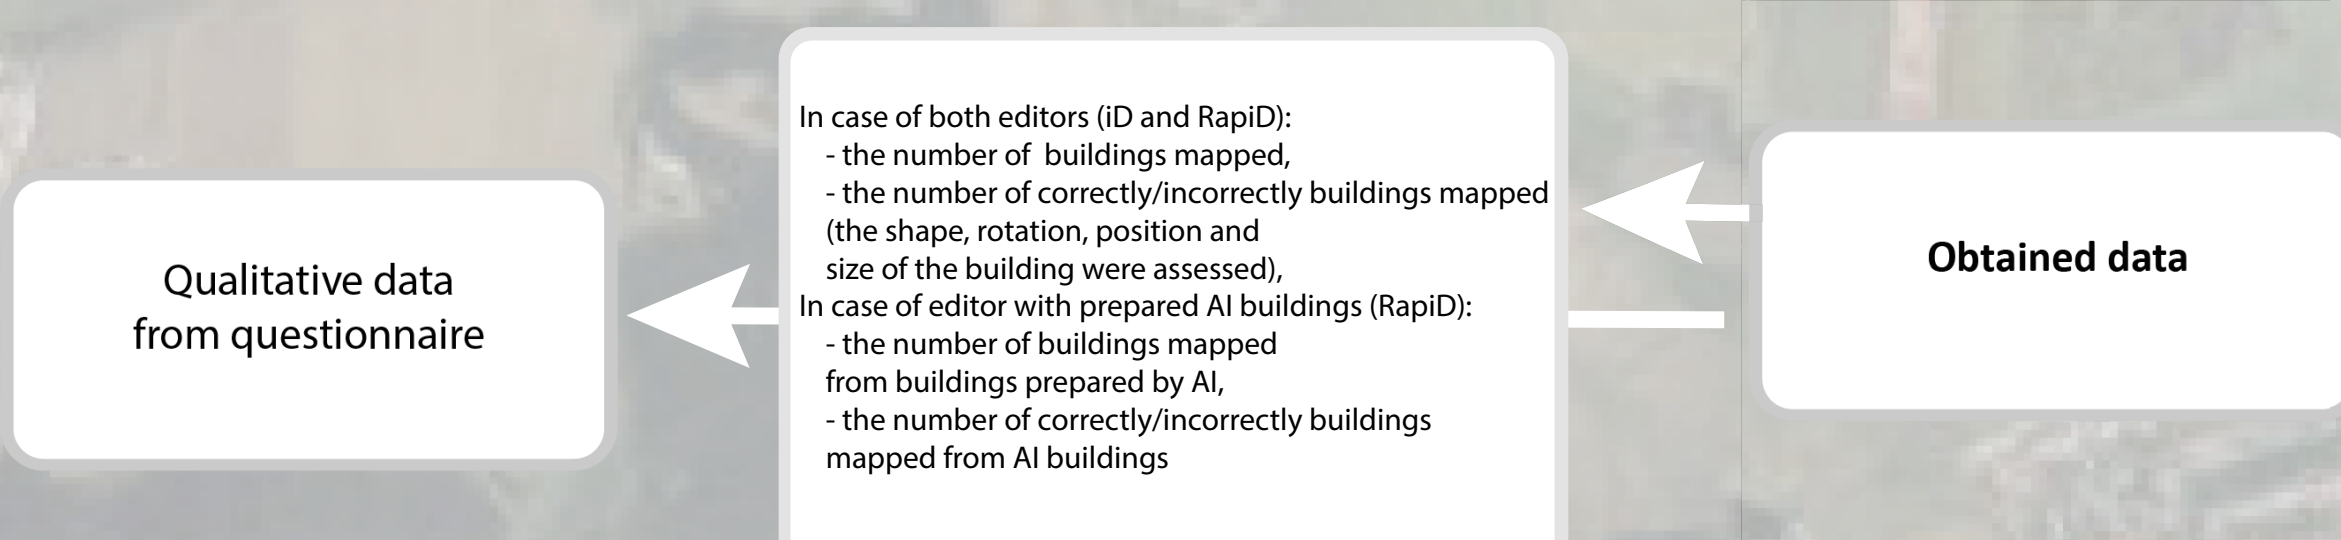 Qualitative data
from questionnaire
In case of both editors (iD and RapiD):
- the number of  buildings mapped,
- the number of correctly/incorrectly buildings mapped
(the shape, rotation, position and
size of the building were assessed),
In case of editor with prepared AI buildings (RapiD):
- the number of buildings mapped
from buildings prepared by AI,
- the number of correctly/incorrectly buildings
mapped from AI buildings
Obtained data